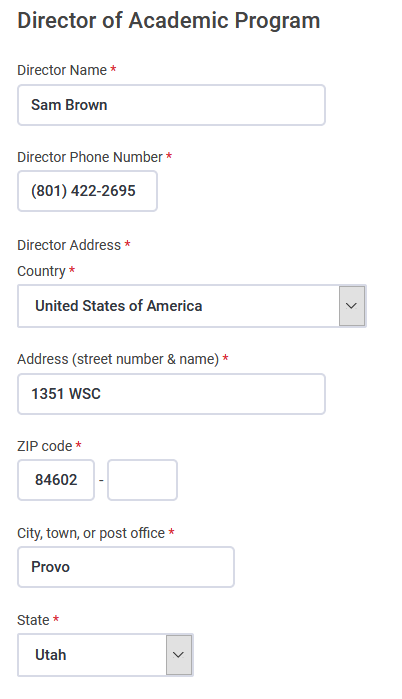 Director of Academic Program
Director Name *
Sam Brown
Director Phone Number *
(801) 422-2695
Director Address *
Country *
United States of America
Address (street number & name) *
1351 WSC
ZIP code *
84602 -
City, town, or post office *
Provo
State *
Utah